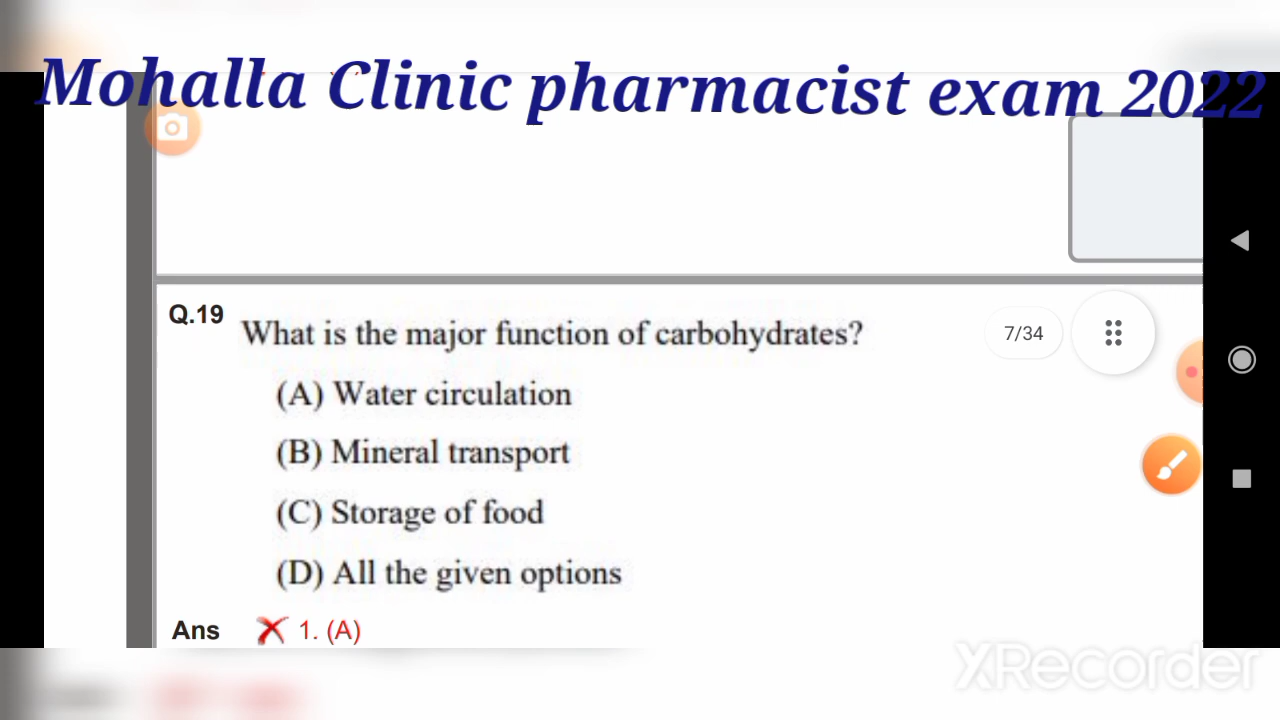 Mohalla Clinic pharmacist exam 2022
Q.19 What is the major function of carbohydrates?
7/34
(A) Water circulation
(B) Mineral transport
(C) Storage of food
(D) All the given options
Ans 1. (A)
XRecorder